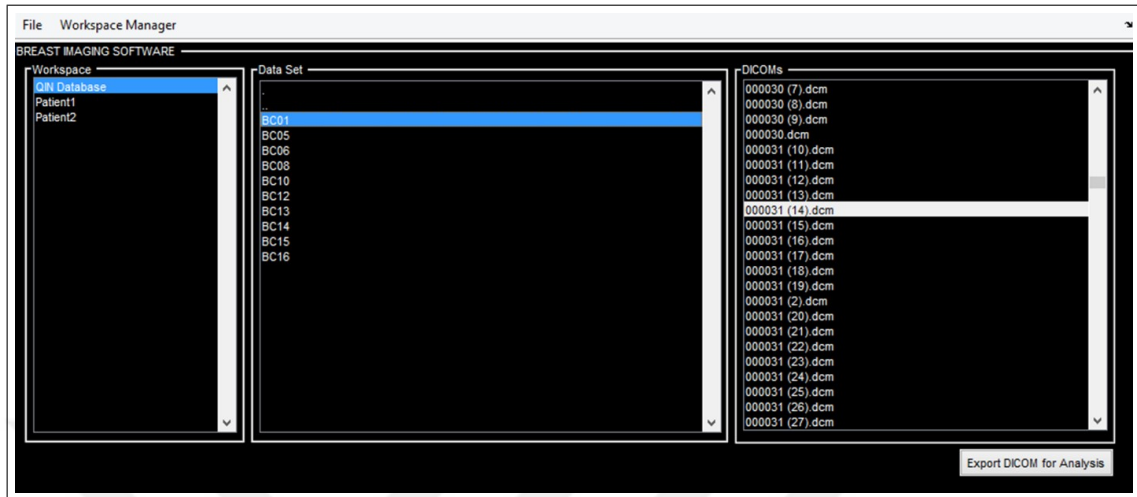 File Workspace Manager
BREAST IMAGING SOFTWARE
Workspace
QIN Database
Patient1
Patient2
Data Set
.
..
BC01
BC05
BC06
BC08
BC10
BC12
BC13
BC14
BC15
BC16
DICOMs
000030 (7).dcm
000030 (8).dcm
000030 (9).dcm
000030.dcm
000031 (10).dcm
000031 (11).dcm
000031 (12).dcm
000031 (13).dcm
000031 (14).dcm
000031 (15).dcm
000031 (16).dcm
000031 (17).dcm
000031 (18).dcm
000031 (19).dcm
000031 (2).dcm
000031 (20).dcm
000031 (21).dcm
000031 (22).dcm
000031 (23).dcm
000031 (24).dcm
000031 (25).dcm
000031 (26).dcm
000031 (27).dcm
Export DICOM for Analysis